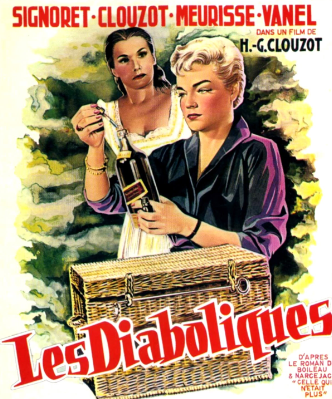 SIGNORET·CLOUZOT·MEURISSE·VANEL
DANS UN FILM DE
H.-G. CLOUZOT
Les Diaboliques
D'APRÈS
LE ROMAN D
BOILEAU
& NARCEJAC
"CELLE QUI
N'ÉTAIT
PLUS"